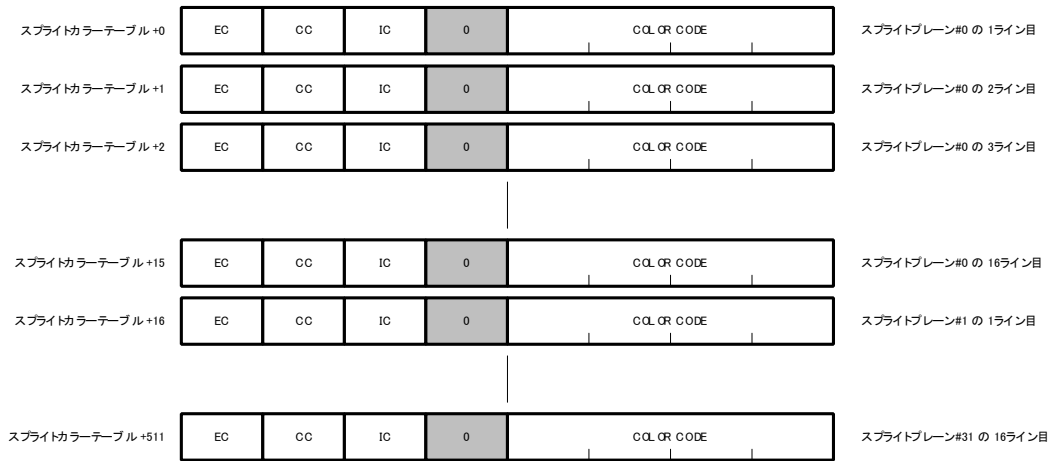 スプライトカラーテーブル +0 EC CC IC 0 COLOR CODE スプライトプレーン#0 の 1ライン目
スプライトカラーテーブル +1 EC CC IC 0 COLOR CODE スプライトプレーン#0 の 2ライン目
スプライトカラーテーブル +2 EC CC IC 0 COLOR CODE スプライトプレーン#0 の 3ライン目
スプライトカラーテーブル +15 EC CC IC 0 COLOR CODE スプライトプレーン#0 の 16ライン目
スプライトカラーテーブル +16 EC CC IC 0 COLOR CODE スプライトプレーン#1 の 1ライン目
スプライトカラーテーブル +511 EC CC IC 0 COLOR CODE スプライトプレーン#31 の 16ライン目